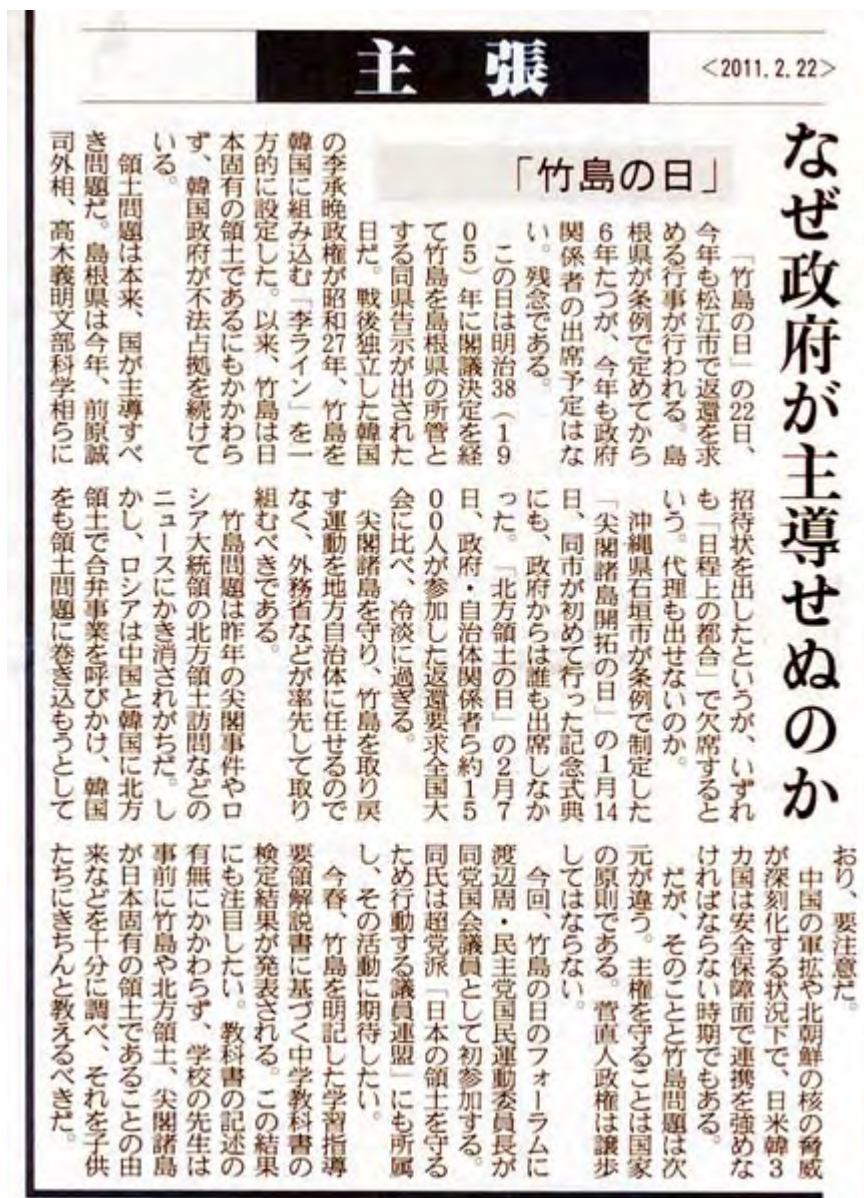 主張
<2011.2.22>
なぜ政府が主導せぬのか
「竹島の日」
「竹島の日」の22日、
今年も松江市で返還を求
める行事が行われる。島
根県が条例で定めてから
6年たつが、今年も政府
関係者の出席予定はな
い。残念である。
この日は明治38（19
05）年に閣議決定を経
て竹島を島根県の所管と
する同県告示が出された
日だ。戦後独立した韓国
の李承晩政権が昭和27年、竹島を
韓国に組み込む「李ライン」を一
方的に設定した。以来、竹島は日
本固有の領土であるにもかかわら
ず、韓国政府が不法占拠を続けて
いる。
領土問題は本来、国が主導すべ
き問題だ。島根県は今年、前原誠
司外相、高木義明文部科学相らに
招待状を出したというが、いずれ
も「日程上の都合」で欠席すると
いう。代理も出せないのか。
沖縄県石垣市が条例で制定した
「尖閣諸島開拓の日」の1月14
日、同市が初めて行った記念式典
にも、政府からは誰も出席しなか
った。「北方領土の日」の2月7
日、政府・自治体関係者ら約15
00人が参加した返還要求全国大
会に比べ、冷淡に過ぎる。
尖閣諸島を守り、竹島を取り戻
す運動を地方自治体に任せるので
なく、外務省などが率先して取り
組むべきである。
竹島問題は昨年の尖閣事件やロ
シア大統領の北方領土訪問などの
ニュースにかき消されがちだ。し
かし、ロシアは中国と韓国に北方
領土で合弁事業を呼びかけ、韓国
をも領土問題に巻き込もうとして
おり、要注意だ。
中国の軍拡や北朝鮮の核の脅威
が深刻化する状況下で、日米韓3
カ国は安全保障面で連携を強めな
ければならない時期でもある。
だが、そのことと竹島問題は次
元が違う。主権を守ることは国家
の原則である。菅直人政権は譲歩
してはならない。
今回、竹島の日のフォーラムに
渡辺周・民主党国民運動委員長が
同党国会議員として初参加する。
同氏は超党派「日本の領土を守る
ため行動する議員連盟」にも所属
し、その活動に期待したい。
今春、竹島を明記した学習指導
要領解説書に基づく中学教科書の
検定結果が発表される。この結果
にも注目したい。教科書の記述の
有無にかかわらず、学校の先生は
事前に竹島や北方領土、尖閣諸島
が日本固有の領土であることの由
来などを十分に調べ、それを子供
たちにきちんと教えるべきだ。